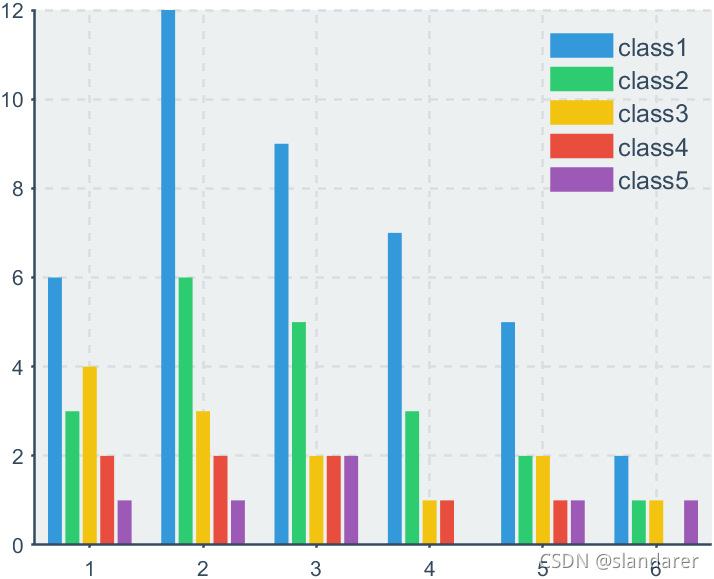 12
10
8
6
4
2
0
class1
class2
class3
class4
class5
1 2 3 4 5 6
CSDN @slandarer